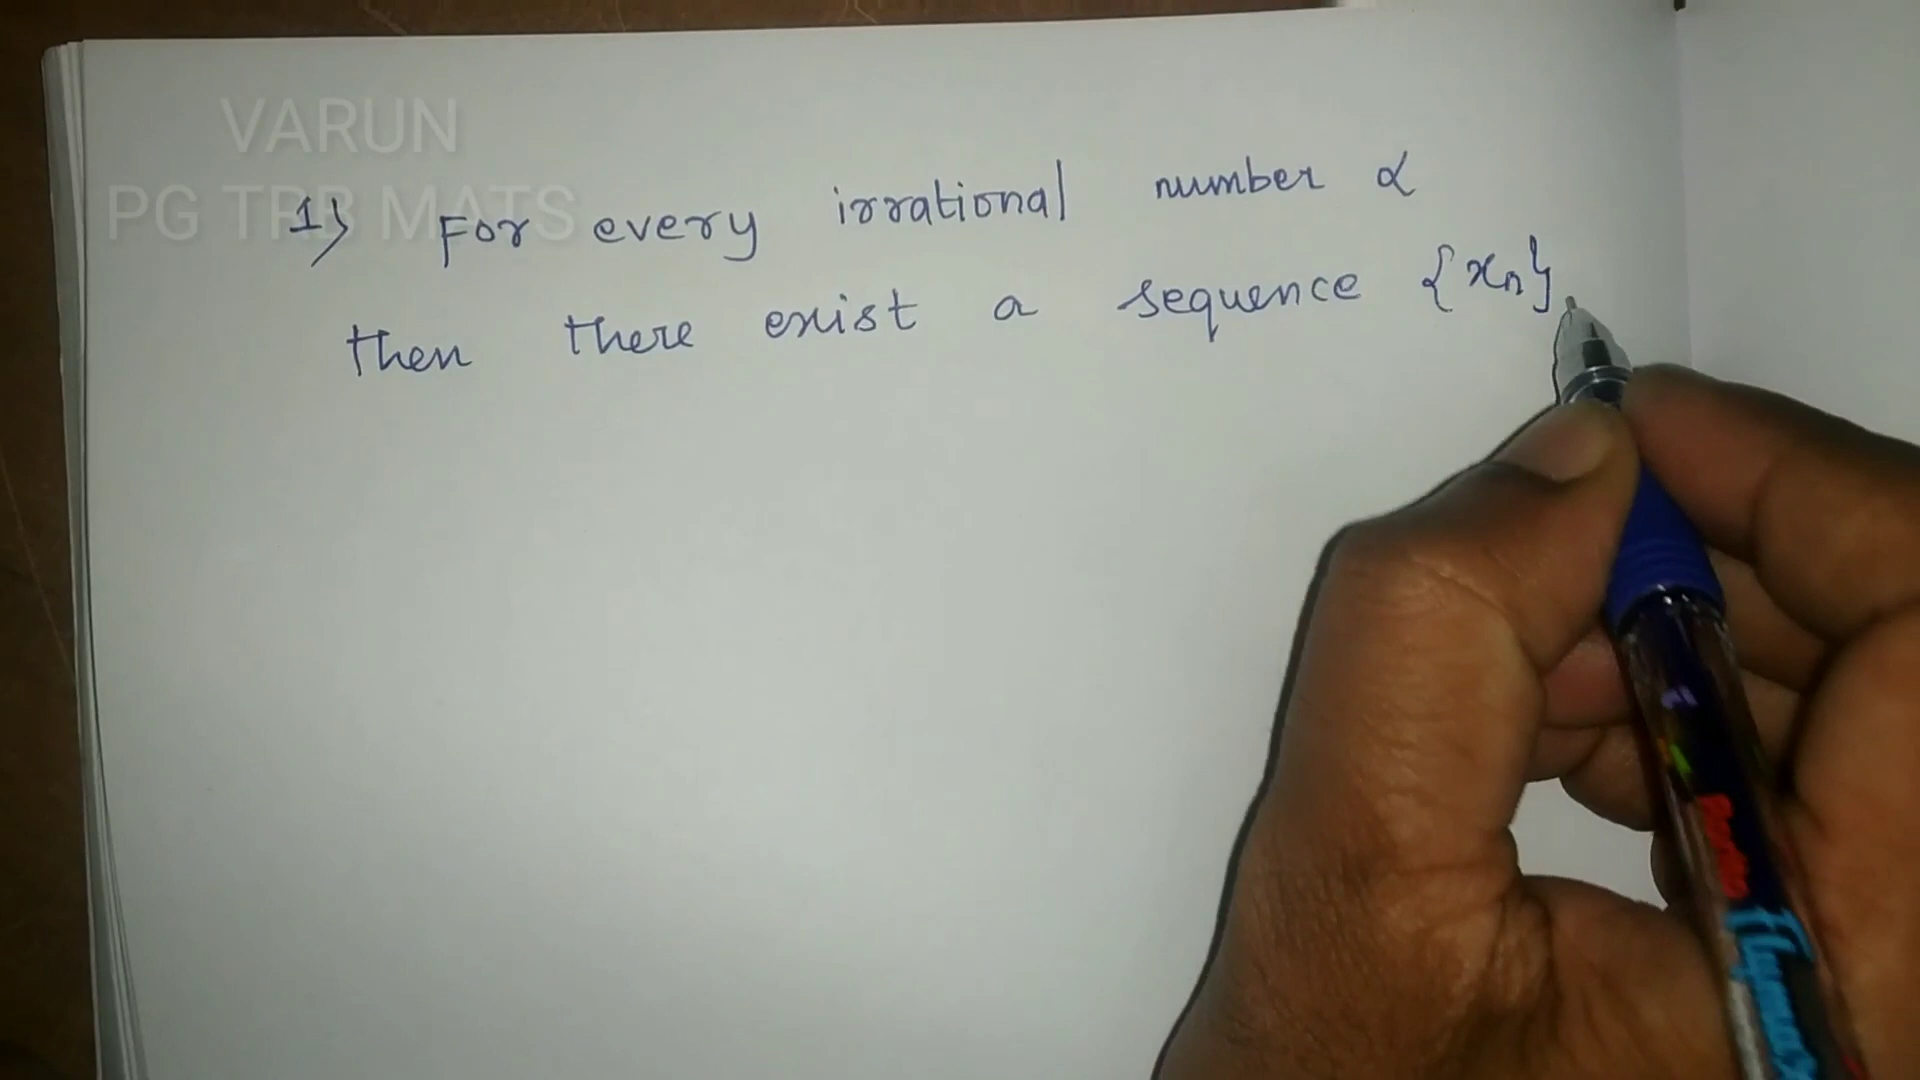 VARUN
PG TRB MATS
1) For every irrational number α
then there exist a sequence {xn}